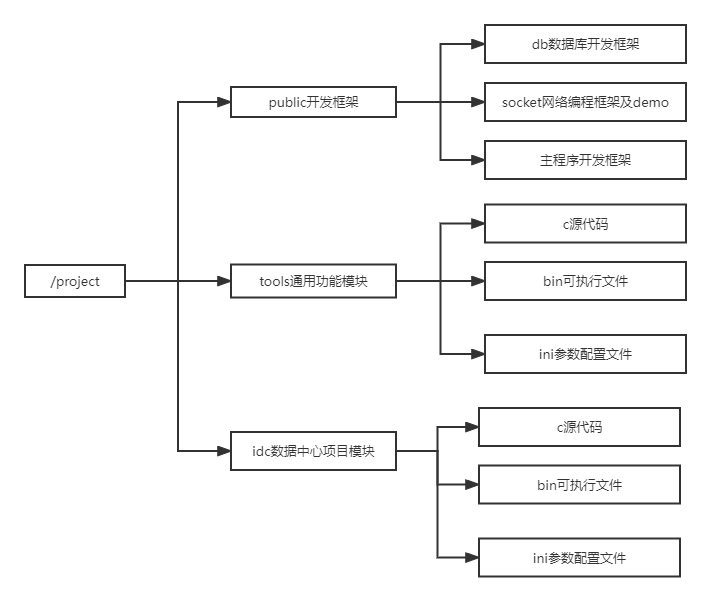 /project
public开发框架
db数据库开发框架
socket网络编程框架及demo
主程序开发框架
tools通用功能模块
c源代码
bin可执行文件
ini参数配置文件
idc数据中心项目模块
c源代码
bin可执行文件
ini参数配置文件